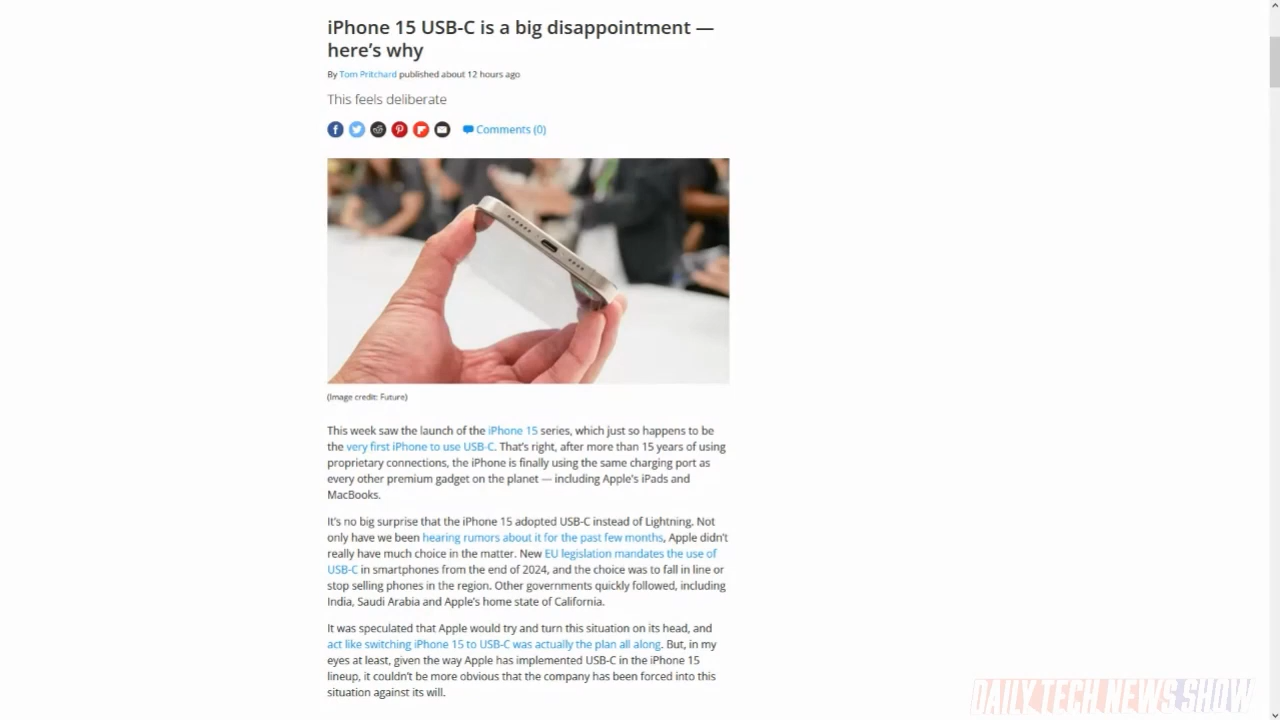 iPhone 15 USB-C is a big disappointment —
here's why
By Tom Pritchard published about 12 hours ago
This feels deliberate
Comments (0)
(Image credit: Future)
This week saw the launch of the iPhone 15 series, which just so happens to be
the very first iPhone to use USB-C. That's right, after more than 15 years of using
proprietary connections, the iPhone is finally using the same charging port as
every other premium gadget on the planet — including Apple's iPads and
MacBooks.
It's no big surprise that the iPhone 15 adopted USB-C instead of Lightning. Not
only have we been hearing rumors about it for the past few months, Apple didn't
really have much choice in the matter. New EU legislation mandates the use of
USB-C in smartphones from the end of 2024, and the choice was to fall in line or
stop selling phones in the region. Other governments quickly followed, including
India, Saudi Arabia and Apple's home state of California.
It was speculated that Apple would try and turn this situation on its head, and
act like switching iPhone 15 to USB-C was actually the plan all along. But, in my
eyes at least, given the way Apple has implemented USB-C in the iPhone 15
lineup, it couldn't be more obvious that the company has been forced into this
situation against its will.
DAILY TECH NEWS SHOW